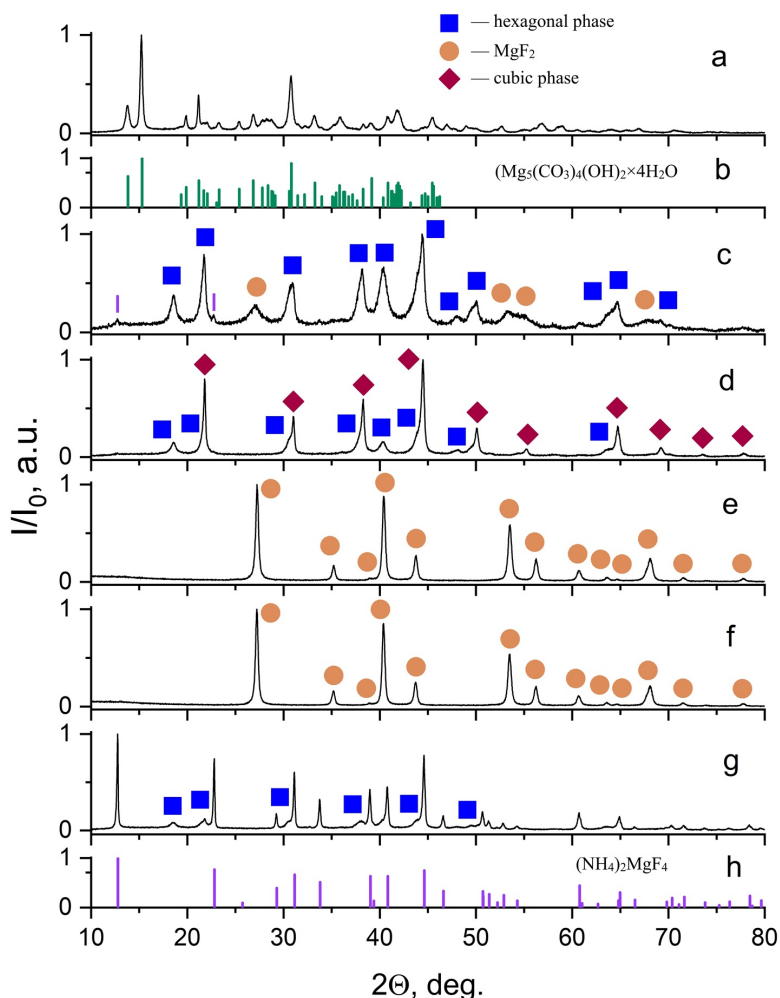 — hexagonal phase
— MgF₂
— cubic phase
a
1
0
(Mg₅(CO₃)₄(OH)₂×4H₂O
b
1
0
c
1
0
d
1
0
e
1
0
f
1
0
g
1
0
(NH₄)₂MgF₄
h
1
0
I/I₀, a.u.
10 20 30 40 50 60 70 80
2Θ, deg.